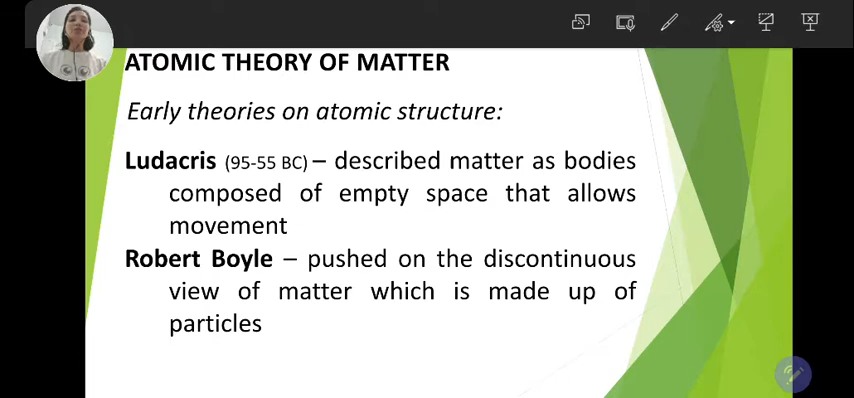 ATOMIC THEORY OF MATTER
Early theories on atomic structure:
Ludacris (95-55 BC) – described matter as bodies
composed of empty space that allows
movement
Robert Boyle – pushed on the discontinuous
view of matter which is made up of
particles